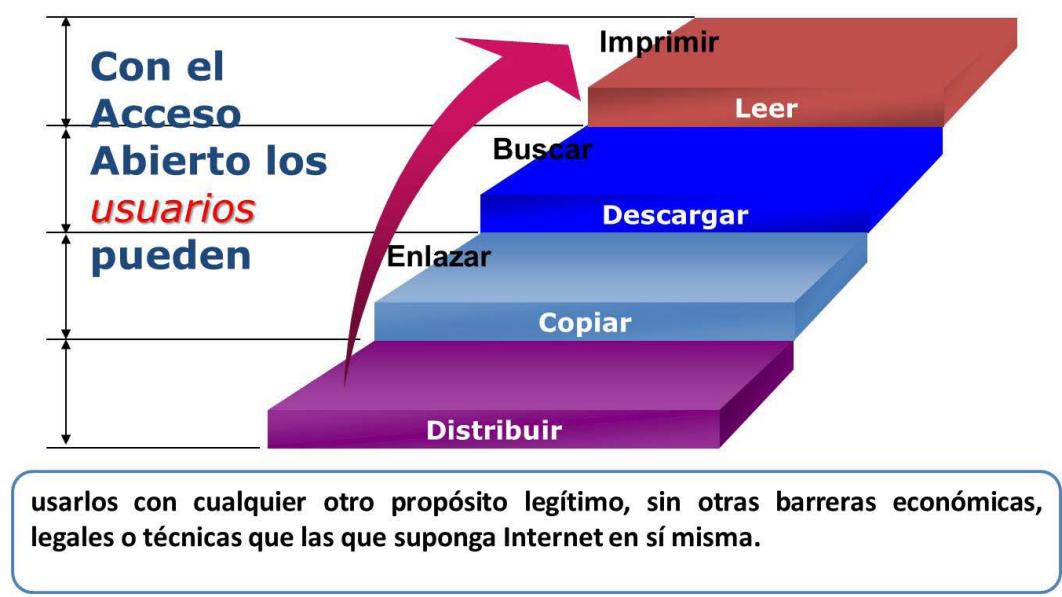 Con el
Acceso
Abierto los
usuarios
pueden
Imprimir
Leer
Buscar
Descargar
Enlazar
Copiar
Distribuir
usarlos con cualquier otro propósito legítimo, sin otras barreras económicas,
legales o técnicas que las que suponga Internet en sí misma.